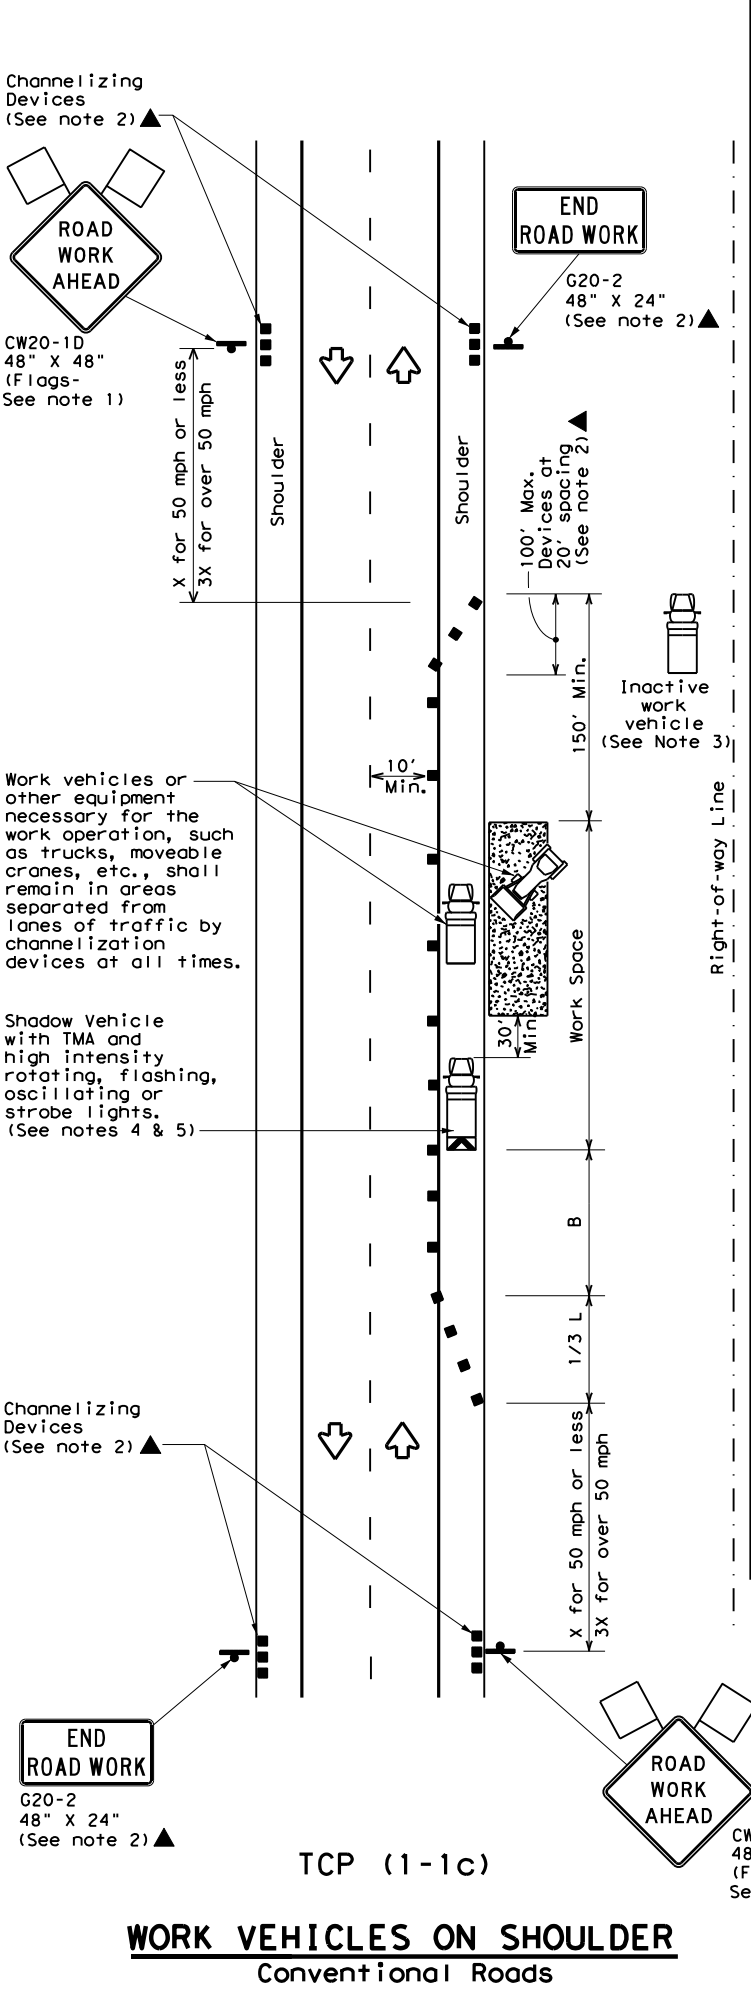 Channelizing
Devices
(See note 2)▲
ROAD
WORK
AHEAD
CW20-1D
48" X 48"
(Flags-
See note 1)
END
ROAD WORK
G20-2
48" X 24"
(See note 2)▲
X for 50 mph or less
3X for over 50 mph
Shoulder
Shoulder
100' Max.
Devices at
20' spacing
(See note 2)▲
150' Min.
Inactive
work
vehicle
(See Note 3)
10'
Min.
Work vehicles or
other equipment
necessary for the
work operation, such
as trucks, moveable
cranes, etc., shall
remain in areas
separated from
lanes of traffic by
channelization
devices at all times.
Right-of-way Line
Work Space
30'
Min.
Shadow Vehicle
with TMA and
high intensity
rotating, flashing,
oscillating or
strobe lights.
(See notes 4 & 5)
B
1/3 L
Channelizing
Devices
(See note 2)▲
X for 50 mph or less
3X for over 50 mph
END
ROAD WORK
G20-2
48" X 24"
(See note 2)▲
ROAD
WORK
AHEAD
CW
48
(F
Se
TCP (1-1c)
WORK VEHICLES ON SHOULDER
Conventional Roads